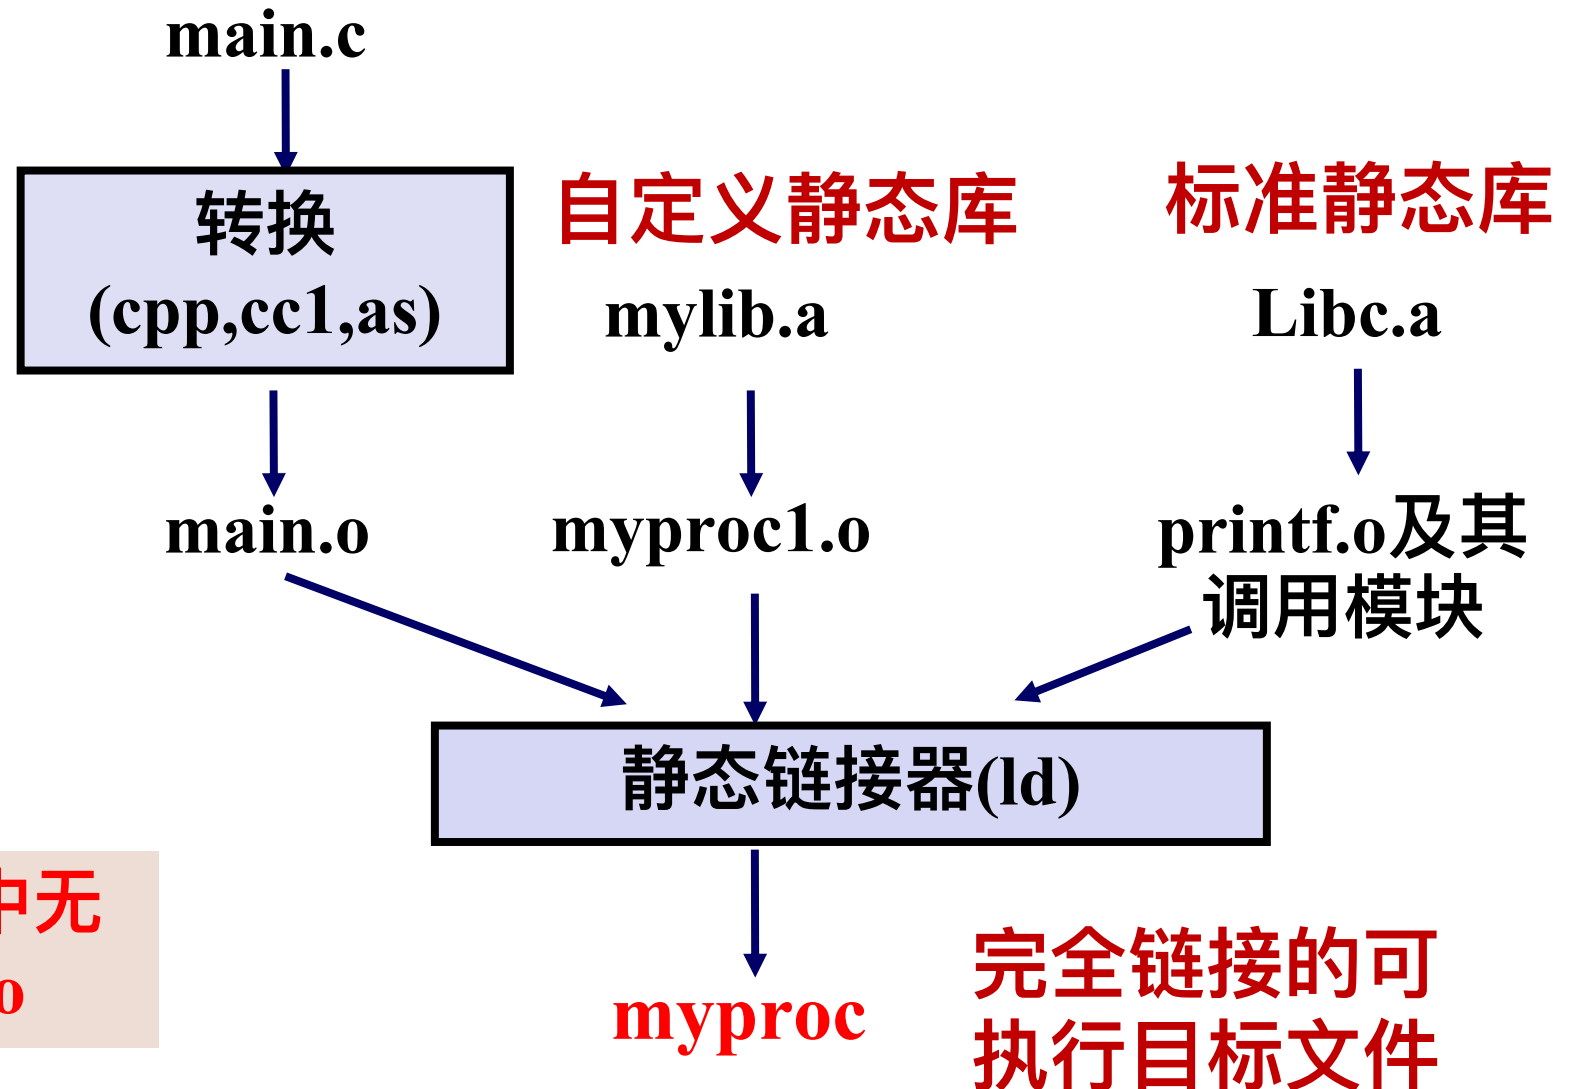 main.c
转换
(cpp,cc1,as)
自定义静态库
mylib.a
标准静态库
Libc.a
main.o
myproc1.o
printf.o及其
调用模块
静态链接器(ld)
中无
o
myproc
完全链接的可
执行目标文件